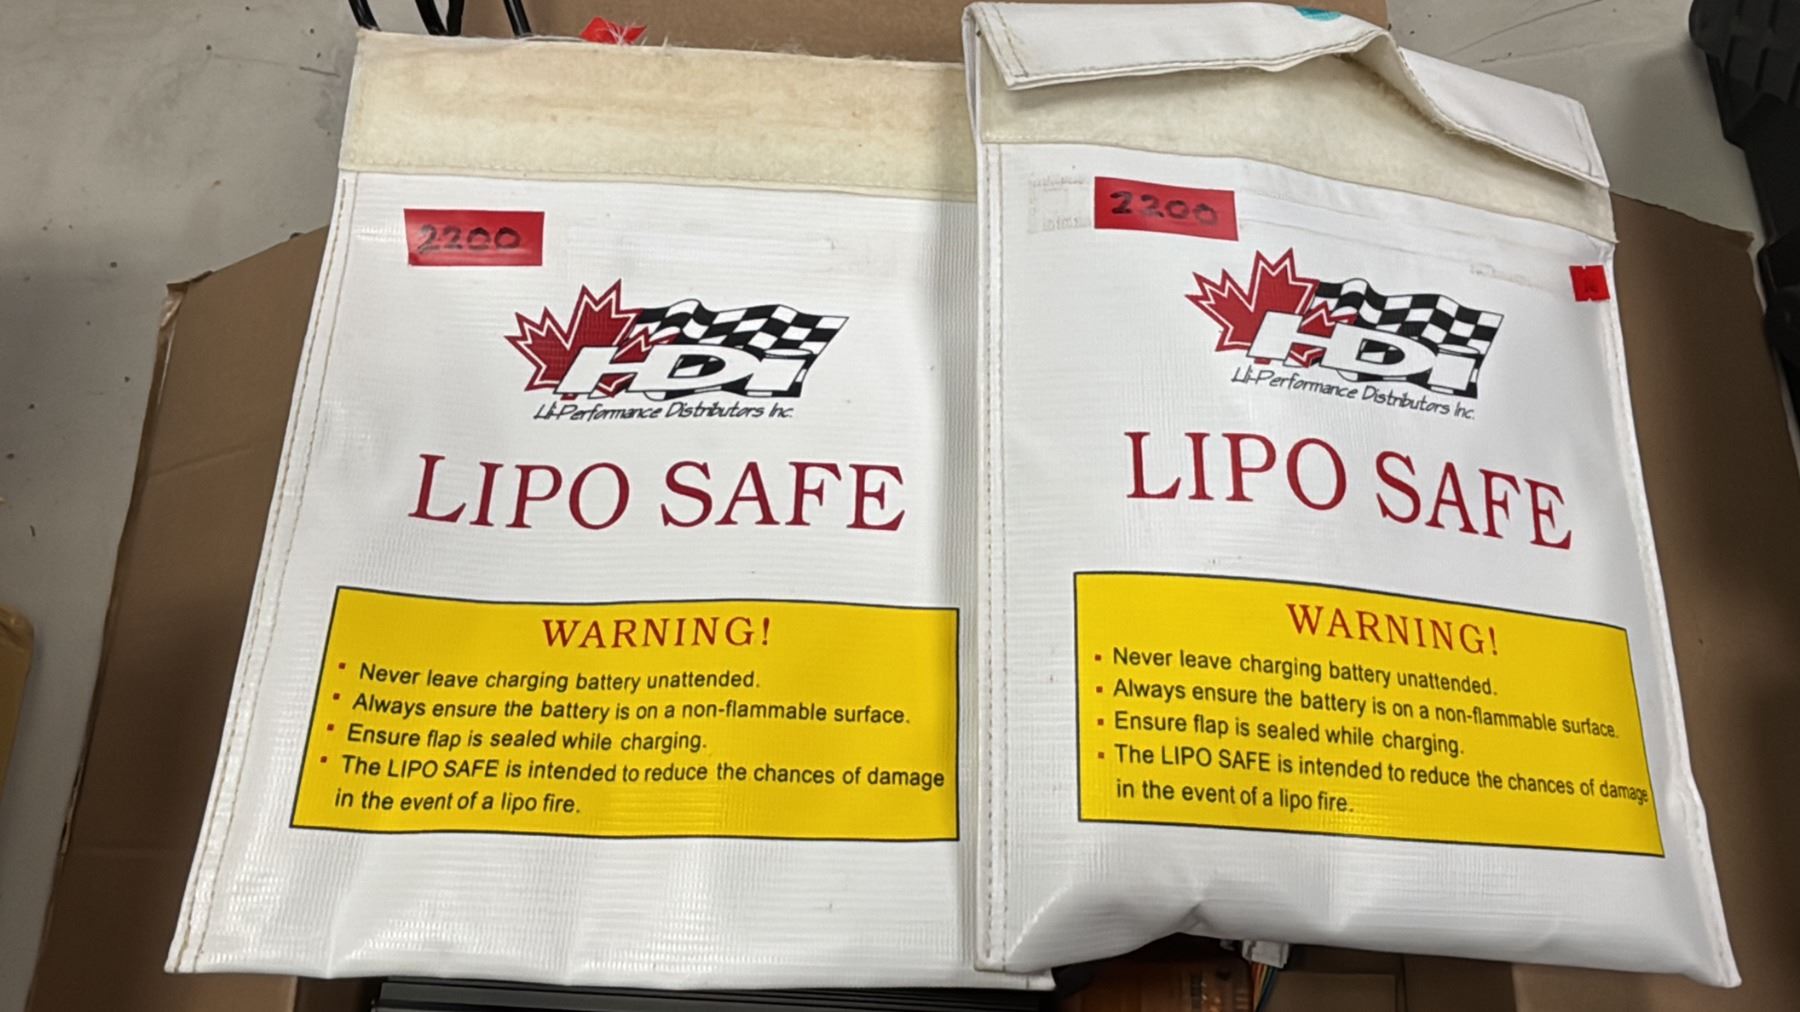 2200
HDi
Hi-Performance Distributors Inc.
LIPO SAFE
WARNING!
Never leave charging battery unattended.
Always ensure the battery is on a non-flammable surface.
Ensure flap is sealed while charging.
The LIPO SAFE is intended to reduce the chances of damage
in the event of a lipo fire.
2200
HDi
Hi-Performance Distributors Inc.
LIPO SAFE
WARNING!
Never leave charging battery unattended.
Always ensure the battery is on a non-flammable surface.
Ensure flap is sealed while charging.
The LIPO SAFE is intended to reduce the chances of damage
in the event of a lipo fire.